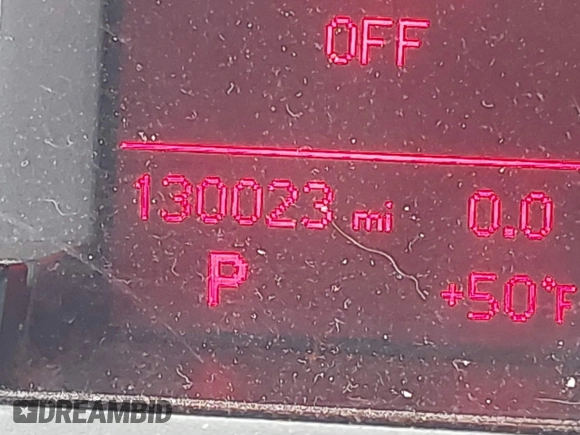 OFF
130023 mi 0.0
P +50°F
DREAMBID